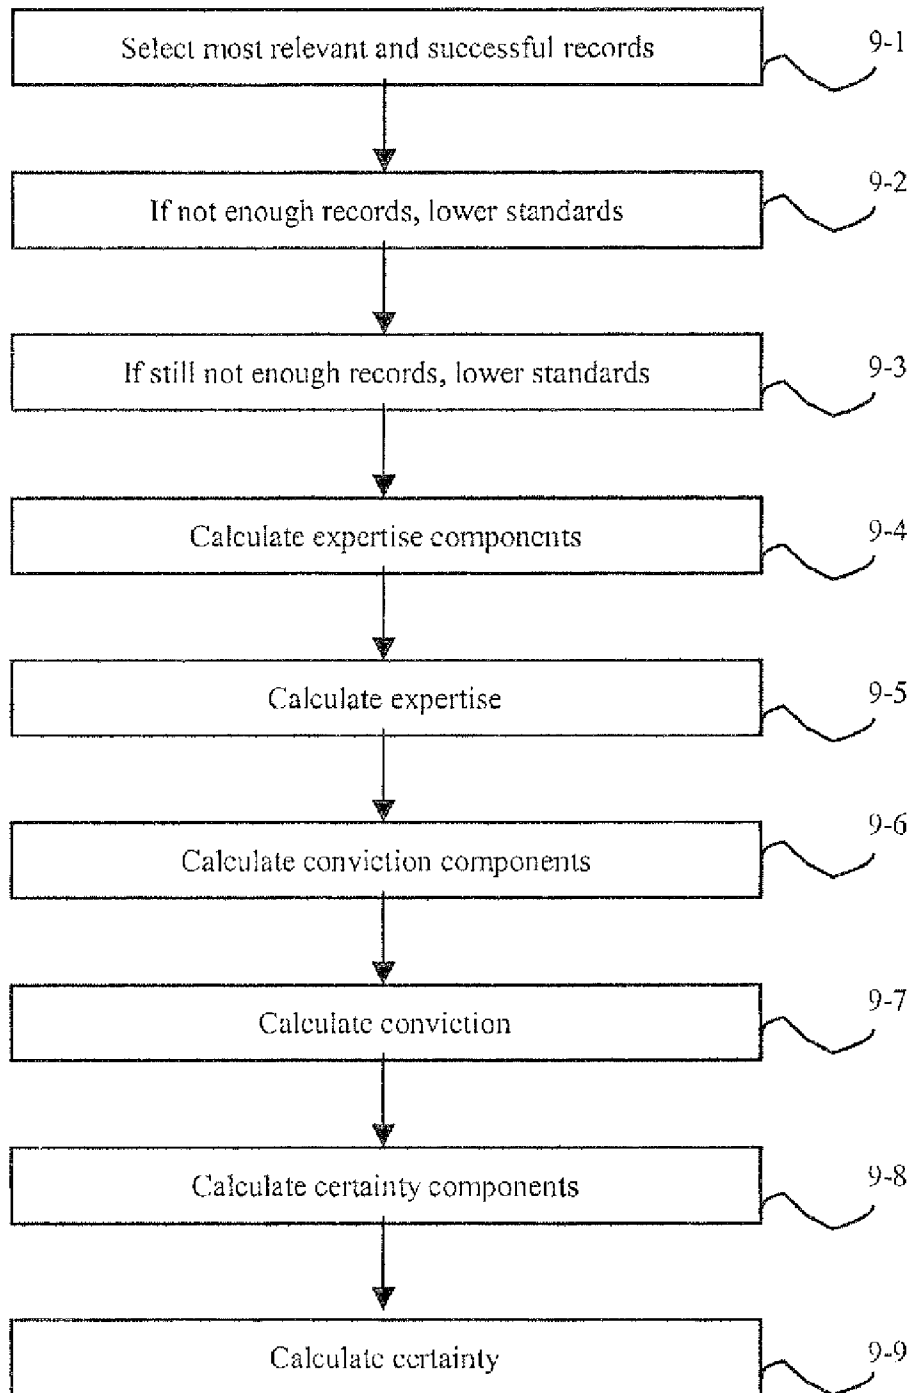 Select most relevant and successful records 9-1
If not enough records, lower standards 9-2
If still not enough records, lower standards 9-3
Calculate expertise components 9-4
Calculate expertise 9-5
Calculate conviction components 9-6
Calculate conviction 9-7
Calculate certainty components 9-8
Calculate certainty 9-9